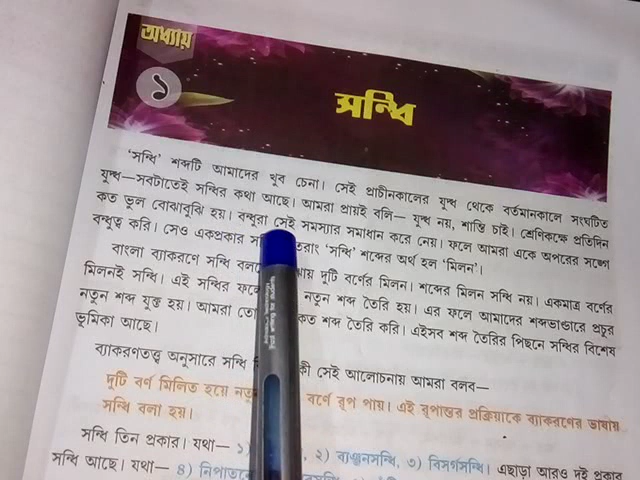 অধ্যায়
১
সন্ধি
‘সন্ধি’ শব্দটি আমাদের খুব চেনা। সেই প্রাচীনকালের যুদ্ধ থেকে বর্তমানকালে সংঘটিত
যুদ্ধ—সবটাতেই সন্ধির কথা আছে। আমরা প্রায়ই বলি— যুদ্ধ নয়, শান্তি চাই। শ্রেণিকক্ষে প্রতিদিন
কত ভুল বোঝাবুঝি হয়। বন্ধুরা সেই সমস্যার সমাধান করে নেয়। ফলে আমরা একে অপরের সঙ্গে
বন্ধুত্ব করি। সেও একপ্রকার ‘সন্ধি’ শব্দের অর্থ হল ‘মিলন’।
বাংলা ব্যাকরণে সন্ধি দুটি বর্ণের মিলন। শব্দের মিলন সন্ধি নয়। একমাত্র বর্ণের
মিলনই সন্ধি। এই সন্ধির ফলে নতুন শব্দ তৈরি হয়। এর ফলে আমাদের শব্দভাণ্ডারে প্রচুর
নতুন শব্দ যুক্ত হয়। আমরা কত শব্দ তৈরি করি। এইসব শব্দ তৈরির পিছনে সন্ধির বিশেষ
ভূমিকা আছে।
ব্যাকরণতত্ত্ব অনুসারে সন্ধি কী সেই আলোচনায় আমরা বলব—
দুটি বর্ণ মিলিত হয়ে বর্ণে রূপ পায়। এই রূপান্তর প্রক্রিয়াকে ব্যাকরণের ভাষায়
সন্ধি বলা হয়।
সন্ধি তিন প্রকার। যথা— ১) ২) ব্যঞ্জনসন্ধি, ৩) বিসর্গসন্ধি। এছাড়া আরও দুই প্রকার
সন্ধি আছে। যথা— ৪)